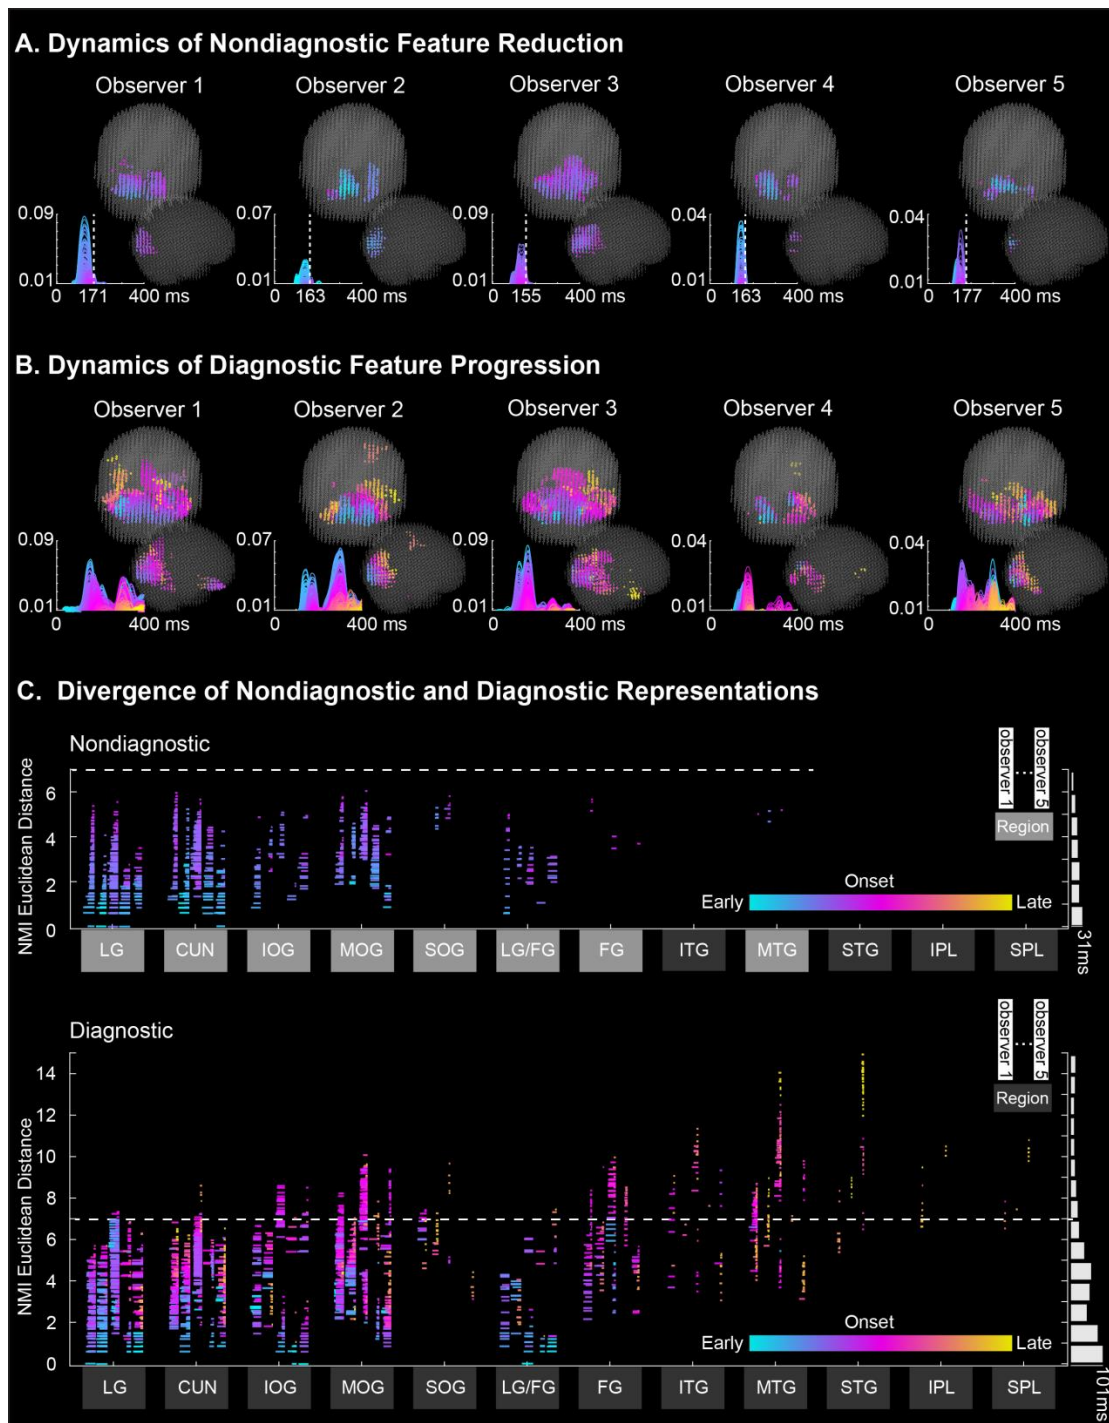 A. Dynamics of Nondiagnostic Feature Reduction
Observer 1 Observer 2 Observer 3 Observer 4 Observer 5
0.09 0.07 0.09 0.04 0.04
0.01 0.01 0.01 0.01 0.01
0 171 400 ms 0 163 400 ms 0 155 400 ms 0 163 400 ms 0 177 400 ms
B. Dynamics of Diagnostic Feature Progression
Observer 1 Observer 2 Observer 3 Observer 4 Observer 5
0.09 0.07 0.09 0.04 0.04
0.01 0.01 0.01 0.01 0.01
0 400 ms 0 400 ms 0 400 ms 0 400 ms 0 400 ms
C. Divergence of Nondiagnostic and Diagnostic Representations
Nondiagnostic
observer 1 ... observer 5
Region
NMI Euclidean Distance
6
4
2
0
Onset
Early Late
31ms
LG CUN IOG MOG SOG LG/FG FG ITG MTG STG IPL SPL
Diagnostic
observer 1 ... observer 5
Region
NMI Euclidean Distance
14
12
10
8
6
4
2
0
Onset
Early Late
101ms
LG CUN IOG MOG SOG LG/FG FG ITG MTG STG IPL SPL